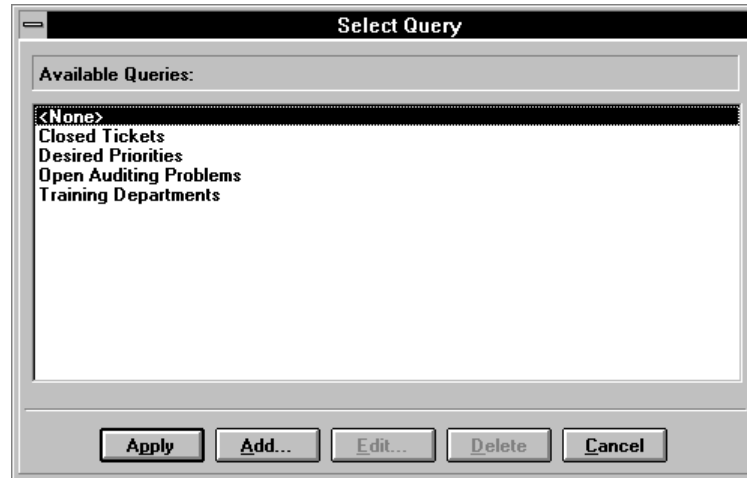 Select Query
Available Queries:
<None>
Closed Tickets
Desired Priorities
Open Auditing Problems
Training Departments
Apply Add... Edit... Delete Cancel